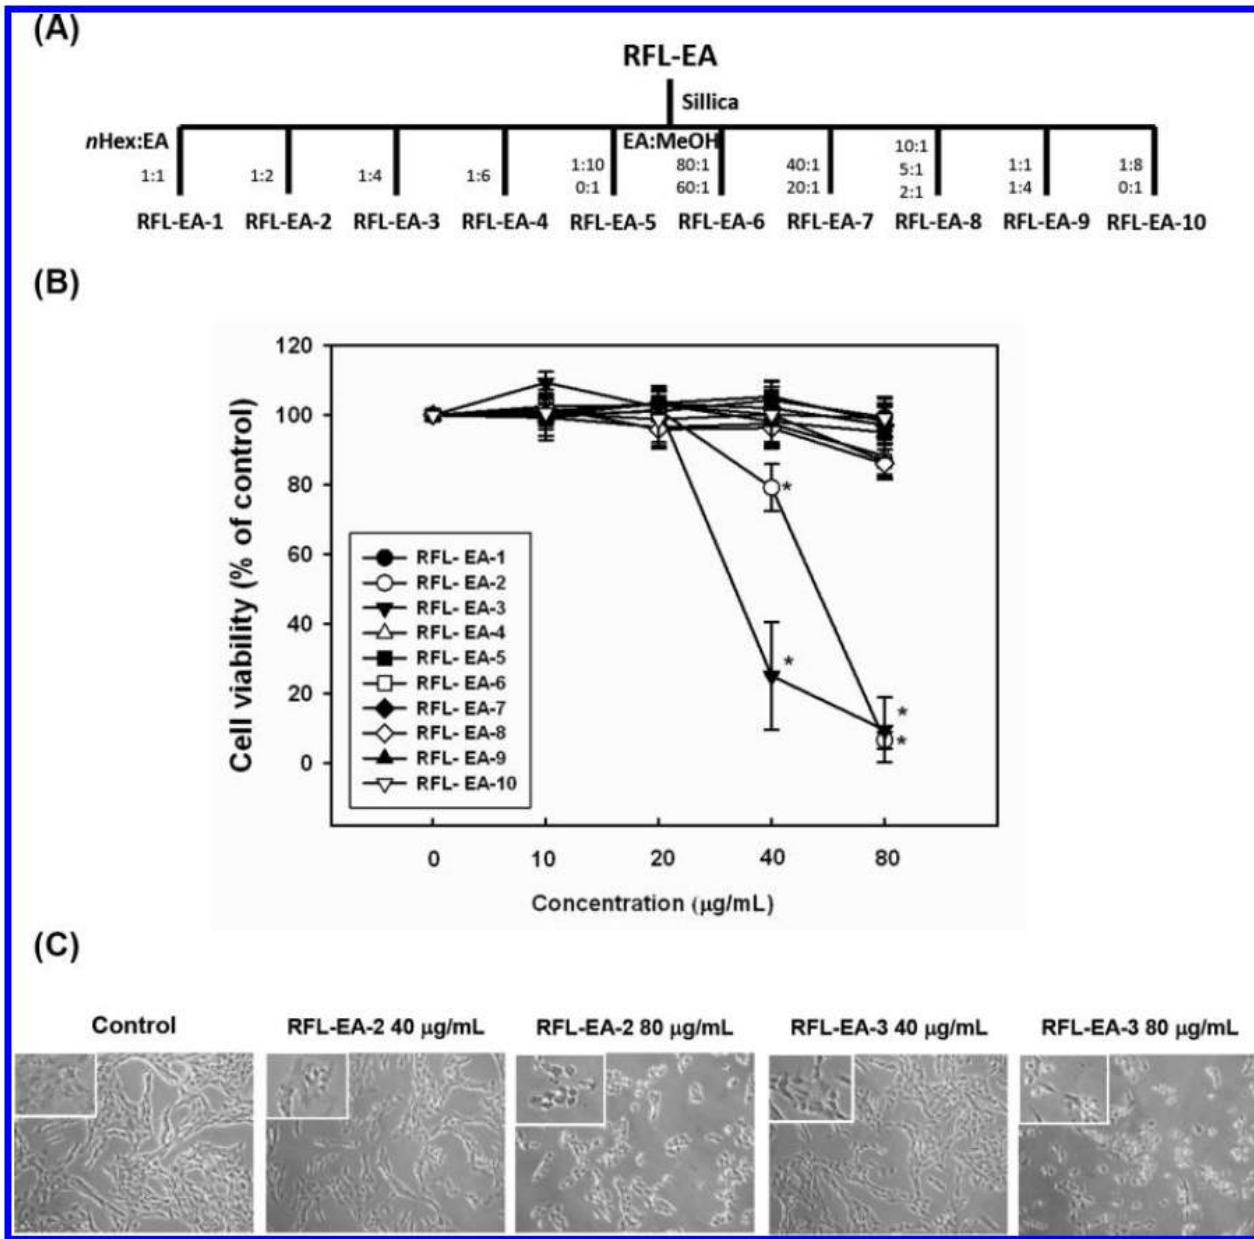 (A)
RFL-EA
Sillica
nHex:EA
EA:MeOH
1:1
1:2
1:4
1:6
1:10
0:1
80:1
60:1
40:1
20:1
10:1
5:1
2:1
1:1
1:4
1:8
0:1
RFL-EA-1 RFL-EA-2 RFL-EA-3 RFL-EA-4 RFL-EA-5 RFL-EA-6 RFL-EA-7 RFL-EA-8 RFL-EA-9 RFL-EA-10
(B)
Cell viability (% of control)
120
100
80
60
40
20
0
*
*
*
*
RFL- EA-1
RFL- EA-2
RFL- EA-3
RFL- EA-4
RFL- EA-5
RFL- EA-6
RFL- EA-7
RFL- EA-8
RFL- EA-9
RFL- EA-10
0 10 20 40 80
Concentration (μg/mL)
(C)
Control
RFL-EA-2 40 μg/mL
RFL-EA-2 80 μg/mL
RFL-EA-3 40 μg/mL
RFL-EA-3 80 μg/mL